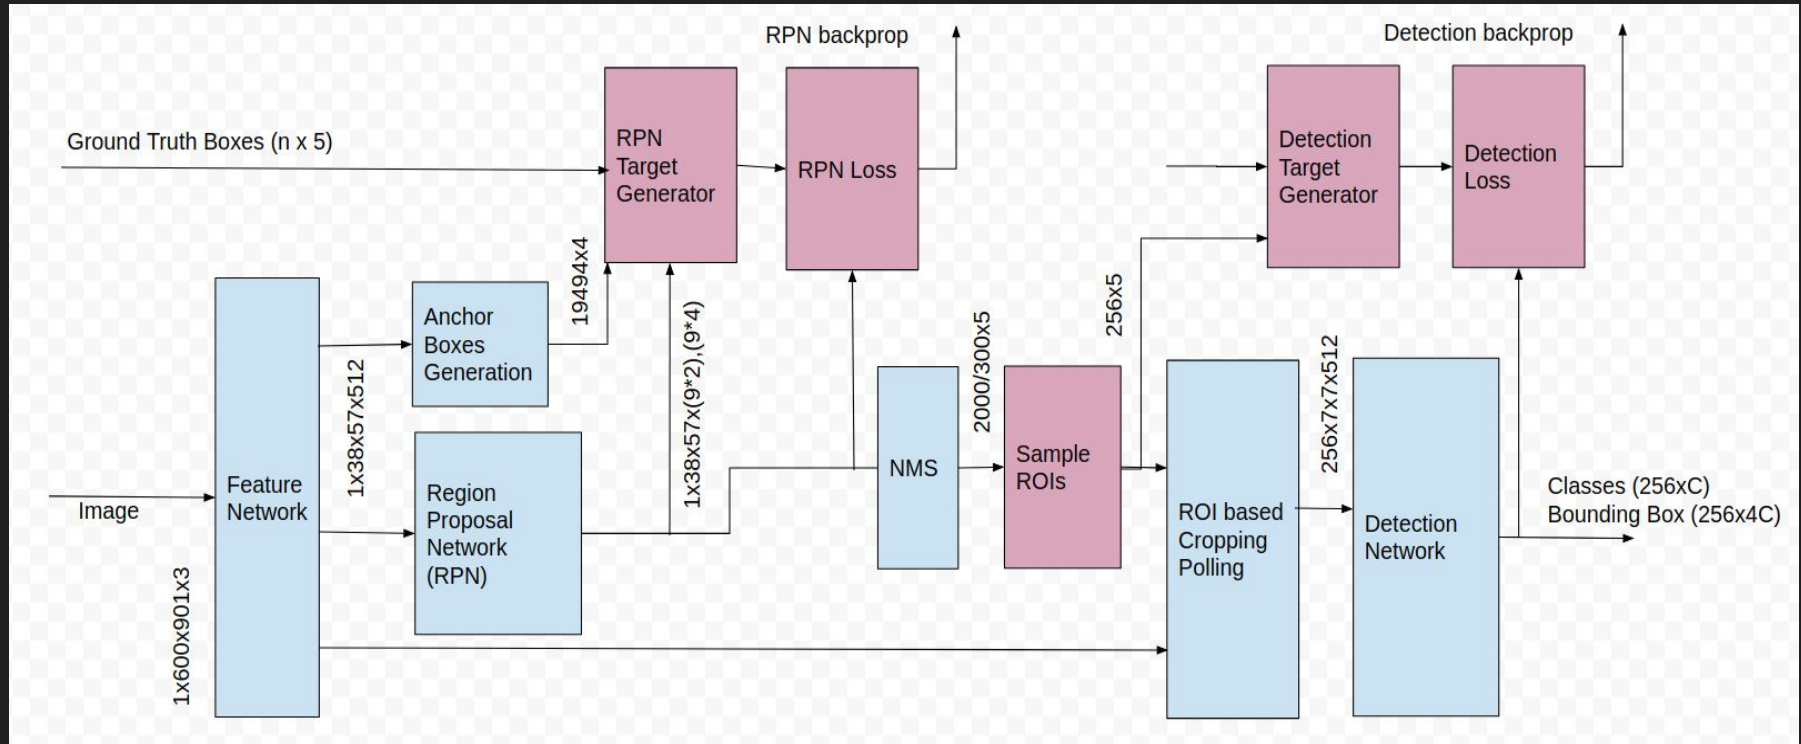 RPN backprop
Detection backprop
Ground Truth Boxes (n x 5)
RPN
Target
Generator
RPN Loss
Detection
Target
Generator
Detection
Loss
19494x4
Anchor
Boxes
Generation
1x38x57x512
1x38x57x(9*2),(9*4)
256x5
2000/300x5
256x7x7x512
Feature
Network
Image
1x600x901x3
Region
Proposal
Network
(RPN)
NMS
Sample
ROIs
ROI based
Cropping
Polling
Detection
Network
Classes (256xC)
Bounding Box (256x4C)